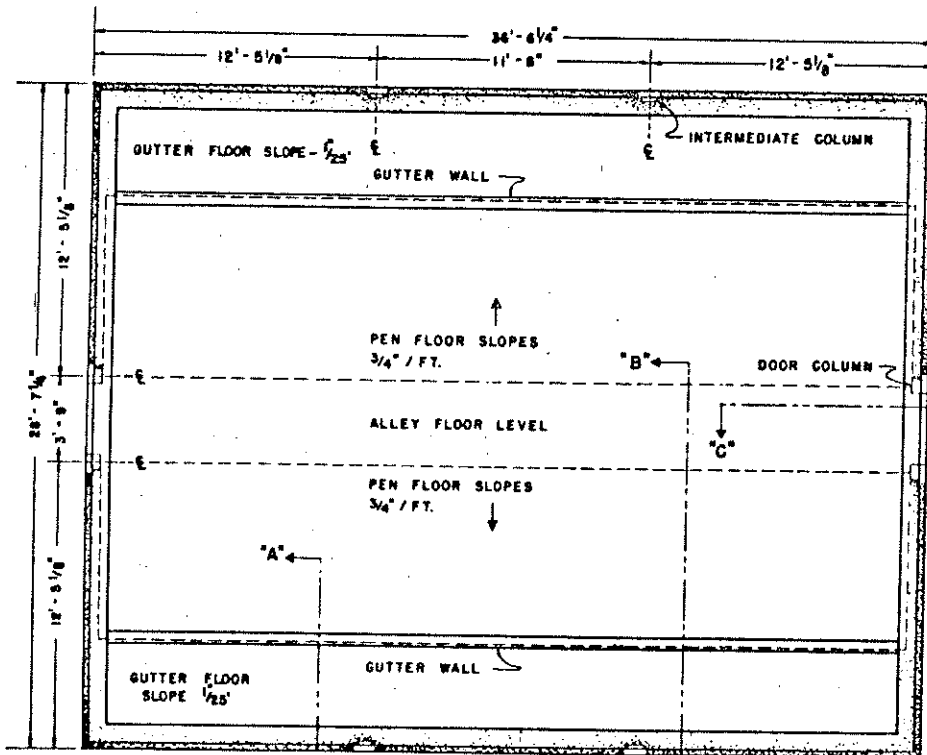 36'-6 1/4"
12'-5 1/8"
11'-8"
12'-5 1/8"
INTERMEDIATE COLUMN
GUTTER FLOOR SLOPE - 1"/25'
℄
℄
GUTTER WALL
12'-5 1/8"
28'-7 1/4"
3'-9"
12'-5 1/8"
PEN FLOOR SLOPES
3/4" / FT.
"B"
DOOR COLUMN
℄
ALLEY FLOOR LEVEL
"C"
℄
PEN FLOOR SLOPES
3/4" / FT.
"A"
GUTTER WALL
GUTTER FLOOR
SLOPE 1"/25'